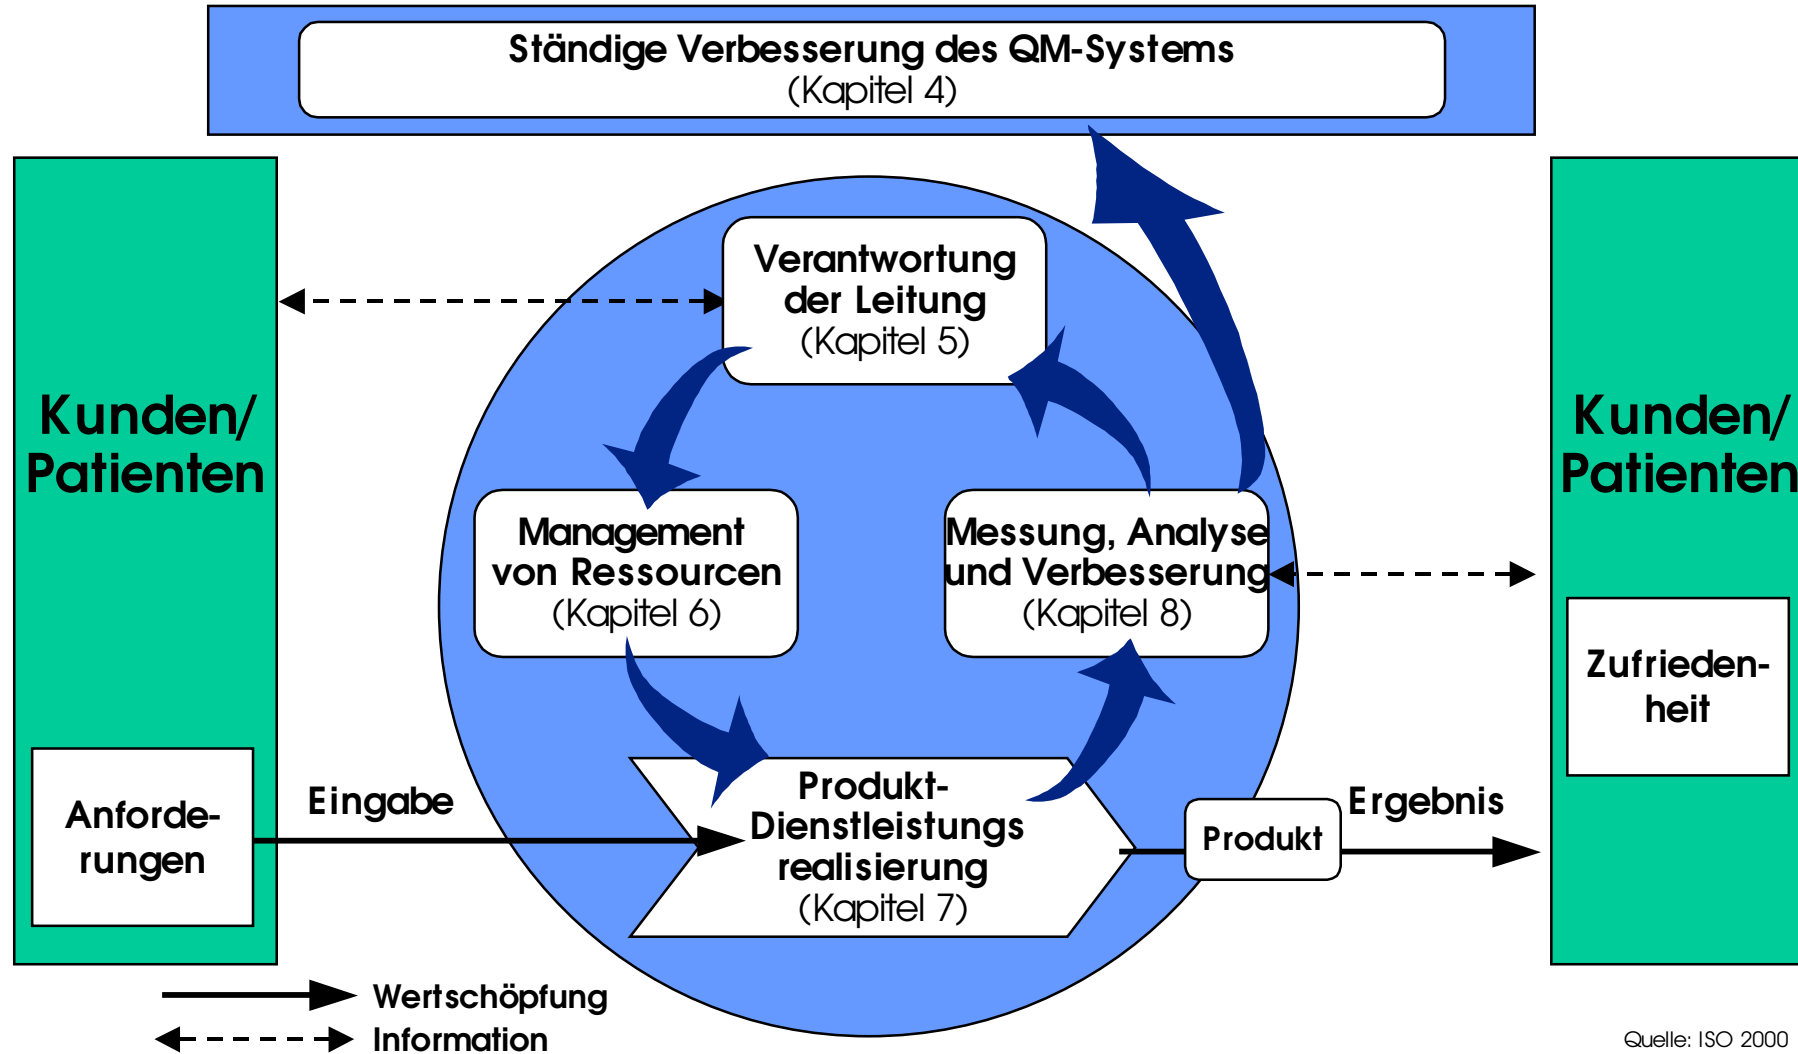 Ständige Verbesserung des QM-Systems
(Kapitel 4)
Verantwortung
der Leitung
(Kapitel 5)
Kunden/
Patienten
Kunden/
Patienten
Management
von Ressourcen
(Kapitel 6)
Messung, Analyse
und Verbesserung
(Kapitel 8)
Zufrieden-
heit
Anforde-
rungen
Eingabe
Produkt-
Dienstleistungs
realisierung
(Kapitel 7)
Produkt
Ergebnis
Wertschöpfung
Information
Quelle: ISO 2000